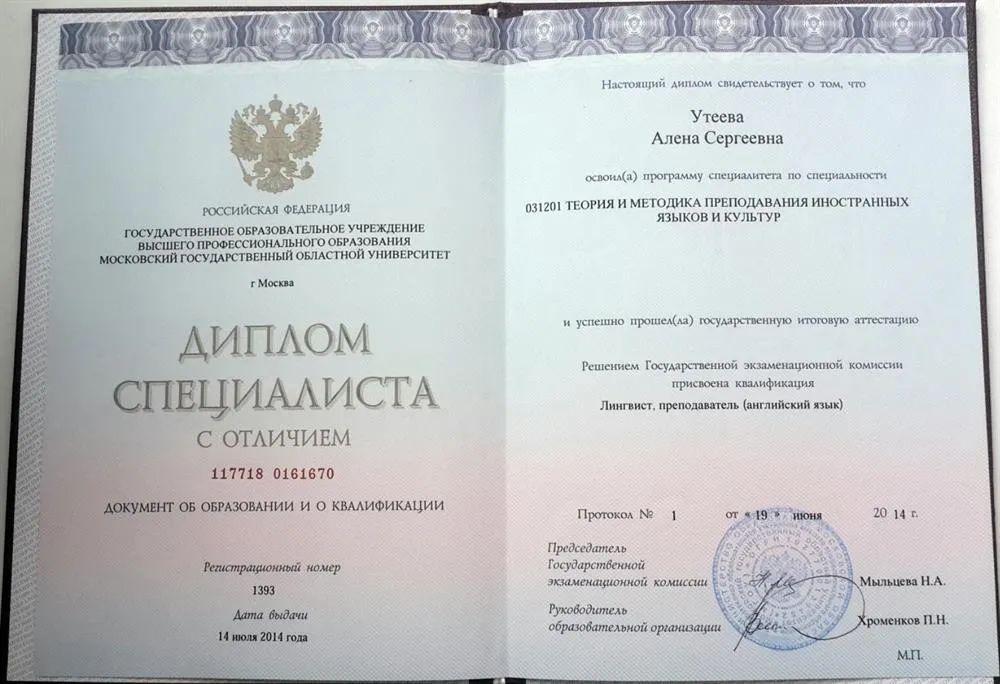 РОССИЙСКАЯ ФЕДЕРАЦИЯ
ГОСУДАРСТВЕННОЕ ОБРАЗОВАТЕЛЬНОЕ УЧРЕЖДЕНИЕ
ВЫСШЕГО ПРОФЕССИОНАЛЬНОГО ОБРАЗОВАНИЯ
МОСКОВСКИЙ ГОСУДАРСТВЕННЫЙ ОБЛАСТНОЙ УНИВЕРСИТЕТ
г Москва
ДИПЛОМ
СПЕЦИАЛИСТА
С ОТЛИЧИЕМ
117718 0161670
ДОКУМЕНТ ОБ ОБРАЗОВАНИИ И О КВАЛИФИКАЦИИ
Регистрационный номер
1393
Дата выдачи
14 июля 2014 года
Настоящий диплом свидетельствует о том, что
Утеева
Алена Сергеевна
освоил(а) программу специалитета по специальности
031201 ТЕОРИЯ И МЕТОДИКА ПРЕПОДАВАНИЯ ИНОСТРАННЫХ
ЯЗЫКОВ И КУЛЬТУР
и успешно прошел(ла) государственную итоговую аттестацию
Решением Государственной экзаменационной комиссии
присвоена квалификация
Лингвист, преподаватель (английский язык)
Протокол № 1 от « 19 » июня 20 14 г.
Председатель
Государственной
экзаменационной комиссии Мыльцева Н.А.
Руководитель
образовательной организации Хроменков П.Н.
М.П.